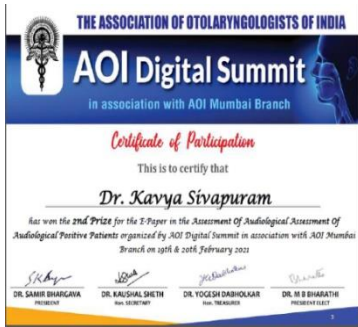 THE ASSOCIATION OF OTOLARYNGOLOGISTS OF INDIA
AOI Digital Summit
in association with AOI Mumbai Branch
Certificate of Participation
This is to certify that
Dr. Kavya Sivapuram
has won the 2nd Prize for the E-Paper in the Assessment Of Audiological Assessment Of
Audiological Positive Patients organized by AOI Digital Summit in association with AOI Mumbai
Branch on 19th & 20th February 2021
DR. SAMIR BHARGAVA DR. KAUSHAL SHETH DR. YOGESH DABHOLKAR DR. M B BHARATHI
PRESIDENT Hon. SECRETARY Hon. TREASURER PRESIDENT ELECT